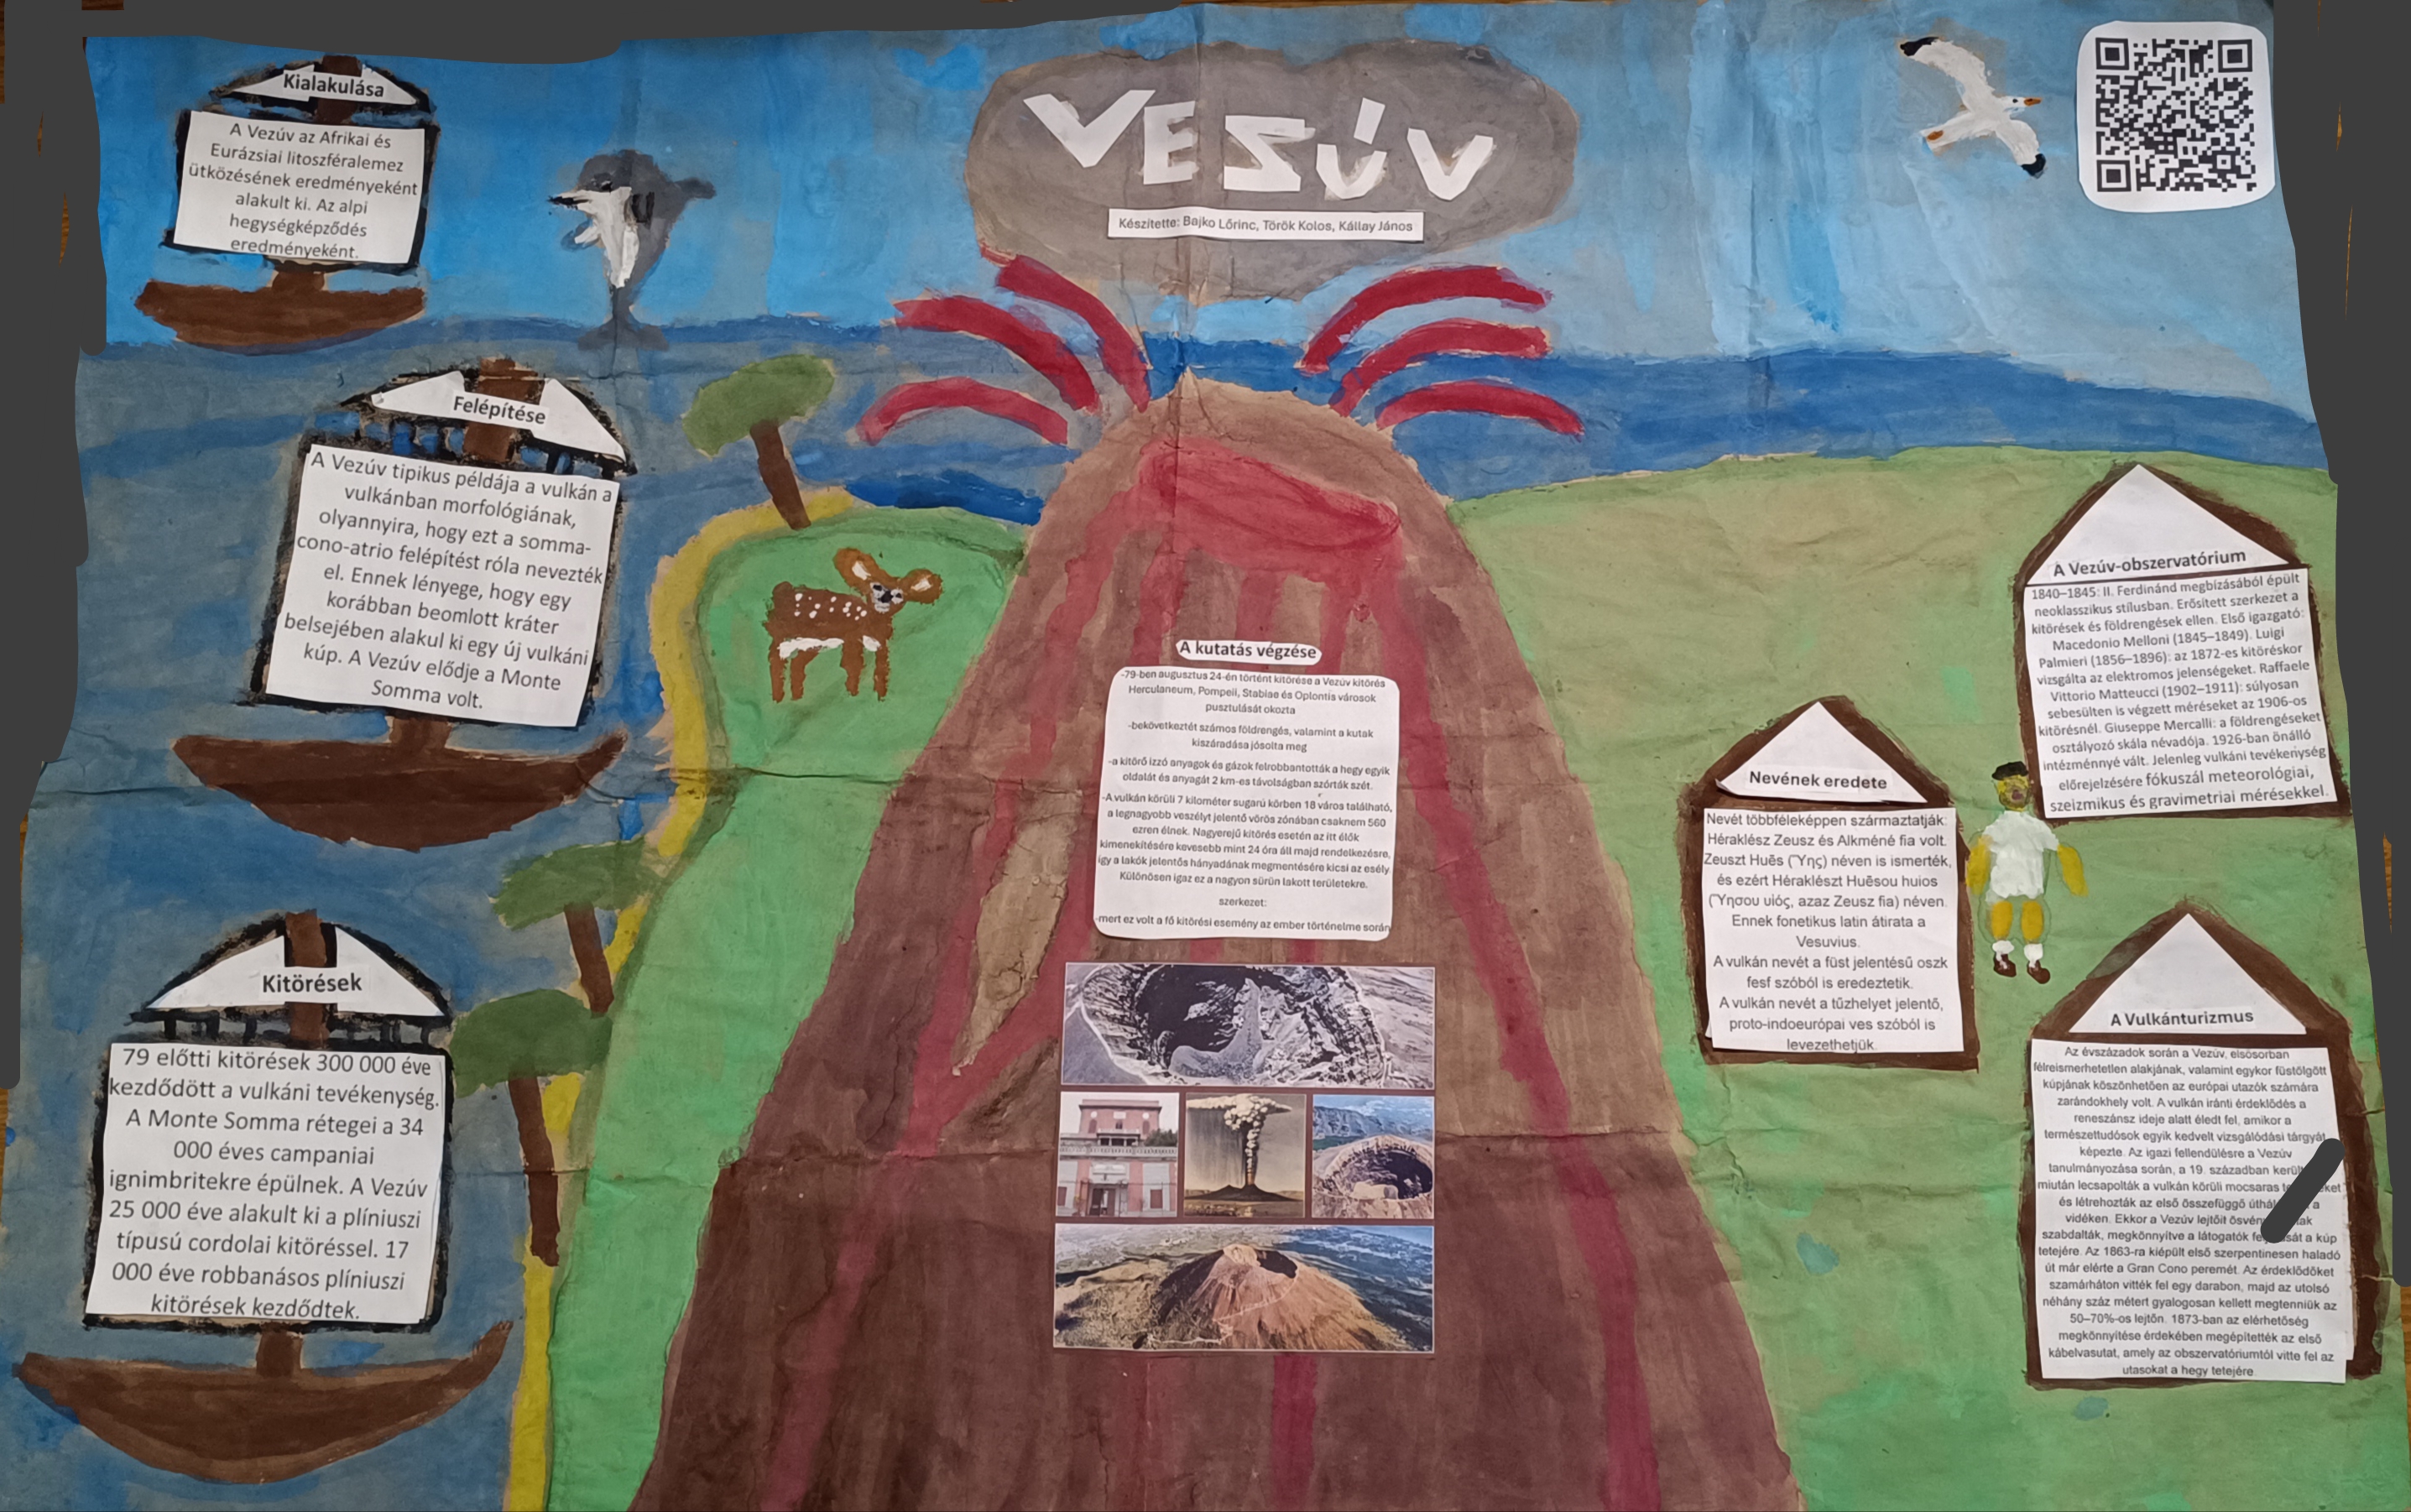 VESÚV
Készítette: Bajko Lőrinc, Török Kolos, Kállay János
Kialakulása
A Vezúv az Afrikai és
Eurázsiai litoszféralemez
ütközésének eredményeként
alakult ki. Az alpi
hegységképződés
eredményeként.
Felépítése
A Vezúv tipikus példája a vulkán a
vulkánban morfológiának,
olyannyira, hogy ezt a somma-
cono-atrio felépítést róla nevezték
el. Ennek lényege, hogy egy
korábban beomlott kráter
belsejében alakul ki egy új vulkáni
kúp. A Vezúv elődje a Monte
Somma volt.
Kitörések
79 előtti kitörések 300 000 éve
kezdődött a vulkáni tevékenység.
A Monte Somma rétegei a 34
000 éves campaniai
ignimbritekre épülnek. A Vezúv
25 000 éve alakult ki a plíniuszi
típusú cordolai kitöréssel. 17
000 éve robbanásos plíniuszi
kitörések kezdődtek.
A kutatás végzése
-79-ben augusztus 24-én történt kitörése a Vezúv kitörés
Herculaneum, Pompeii, Stabiae és Oplontis városok
pusztulását okozta
-bekövetkeztét számos földrengés, valamint a kutak
kiszáradása jósolta meg
-a kitörő izzó anyagok és gázok felrobbantották a hegy egyik
oldalát és anyagát 2 km-es távolságban szórták szét.
-A vulkán körüli 7 kilométer sugarú körben 18 város található,
a legnagyobb veszélyt jelentő vörös zónában csaknem 560
ezren élnek. Nagyerejű kitörés esetén az itt élők
kimenekítésére kevesebb mint 24 óra áll majd rendelkezésre,
így a lakók jelentős hányadának megmentésére kicsi az esély.
Különösen igaz ez a nagyon sűrűn lakott területekre.
szerkezet:
-mert ez volt a fő kitörési esemény az ember történelme során
Nevének eredete
Nevét többféleképpen származtatják:
Héraklész Zeusz és Alkméné fia volt.
Zeuszt Huēs (Ὕης) néven is ismerték,
és ezért Héraklészt Huēsou huios
(Ὕησου υἱός, azaz Zeusz fia) néven.
Ennek fonetikus latin átirata a
Vesuvius.
A vulkán nevét a füst jelentésű oszk
fesf szóból is eredeztetik.
A vulkán nevét a tűzhelyet jelentő,
proto-indoeurópai ves szóból is
levezethetjük.
A Vezúv-obszervatórium
1840–1845: II. Ferdinánd megbízásából épült
neoklasszikus stílusban. Erősített szerkezet a
kitörések és földrengések ellen. Első igazgató:
Macedonio Melloni (1845–1849). Luigi
Palmieri (1856–1896): az 1872-es kitöréskor
vizsgálta az elektromos jelenségeket. Raffaele
Vittorio Matteucci (1902–1911): súlyosan
sebesülten is végzett méréseket az 1906-os
kitörésnél. Giuseppe Mercalli: a földrengéseket
osztályozó skála névadója. 1926-ban önálló
intézménnyé vált. Jelenleg vulkáni tevékenység
előrejelzésére fókuszál meteorológiai,
szeizmikus és gravimetriai mérésekkel.
A Vulkánturizmus
Az évszázadok során a Vezúv, elsősorban
félreismerhetetlen alakjának, valamint egykor füstölgött
kúpjának köszönhetően az európai utazók számára
zarándokhely volt. A vulkán iránti érdeklődés a
reneszánsz ideje alatt éledt fel, amikor a
természettudósok egyik kedvelt vizsgálódási tárgyát
képezte. Az igazi fellendülésre a Vezúv
tanulmányozása során, a 19. században
miután lecsapolták a vulkán körüli mocsaras
és létrehozták az első összefüggő a
vidéken. Ekkor a Vezúv lejtőit
szabdalták, megkönnyítve a látogatók a kúp
tetejére. Az 1863-ra kiépült első szerpentinesen haladó
út már elérte a Gran Cono peremét. Az érdeklődőket
szamárháton vitték fel egy darabon, majd az utolsó
néhány száz métert gyalogosan kellett megtenniük az
50–70%-os lejtőn. 1873-ban az elérhetőség
megkönnyítése érdekében megépítették az első
kábelvasutat, amely az obszervatóriumtól vitte fel az
utasokat a hegy tetejére